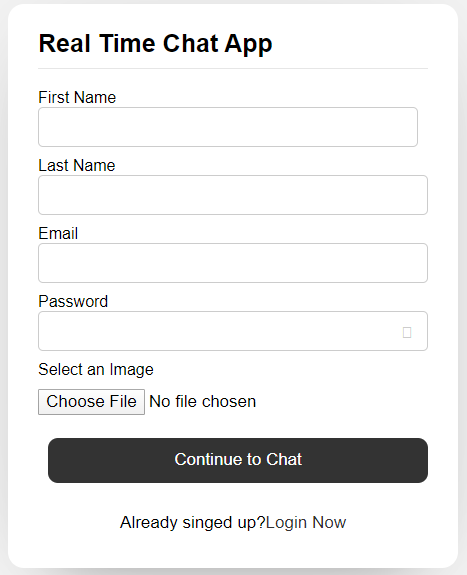 Real Time Chat App
First Name
Last Name
Email
Password
Select an Image
Choose File No file chosen
Continue to Chat
Already singed up?Login Now